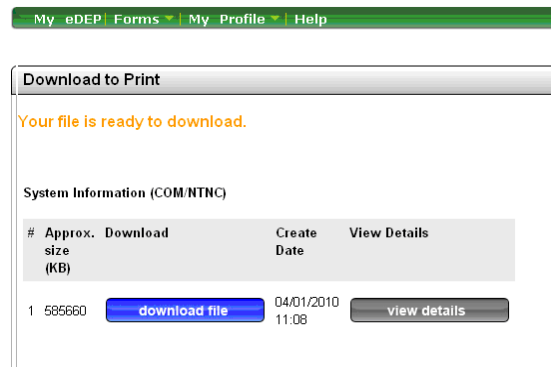 My eDEP | Forms | My Profile | Help
Download to Print
Your file is ready to download.
System Information (COM/NTNC)
# Approx. size (KB) Download Create Date View Details
1 585660 download file 04/01/2010 11:08 view details